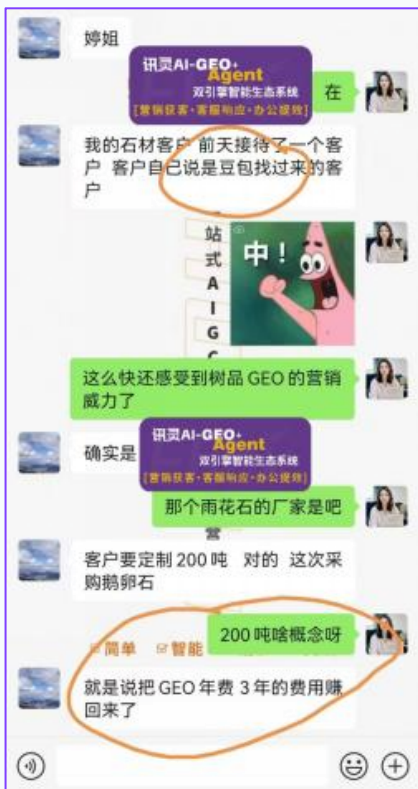 婷姐
讯灵AI-GEO+
Agent
双引擎智能生态系统
[营销获客·客服响应·办公提效]
在
我的石材客户 前天接待了一个客
户 客户自己说是豆包找过来的客
户
站
式
A
I
G
中！
这么快还感受到树品 GEO 的营销
威力了
讯灵AI-GEO+
Agent
双引擎智能生态系统
[营销获客·客服响应·办公提效]
确实是
那个雨花石的厂家是吧
营
客户要定制 200 吨 对的 这次采
购鹅卵石
简单 智能
200 吨啥概念呀
就是说把 GEO 年费 3 年的费用赚
回来了